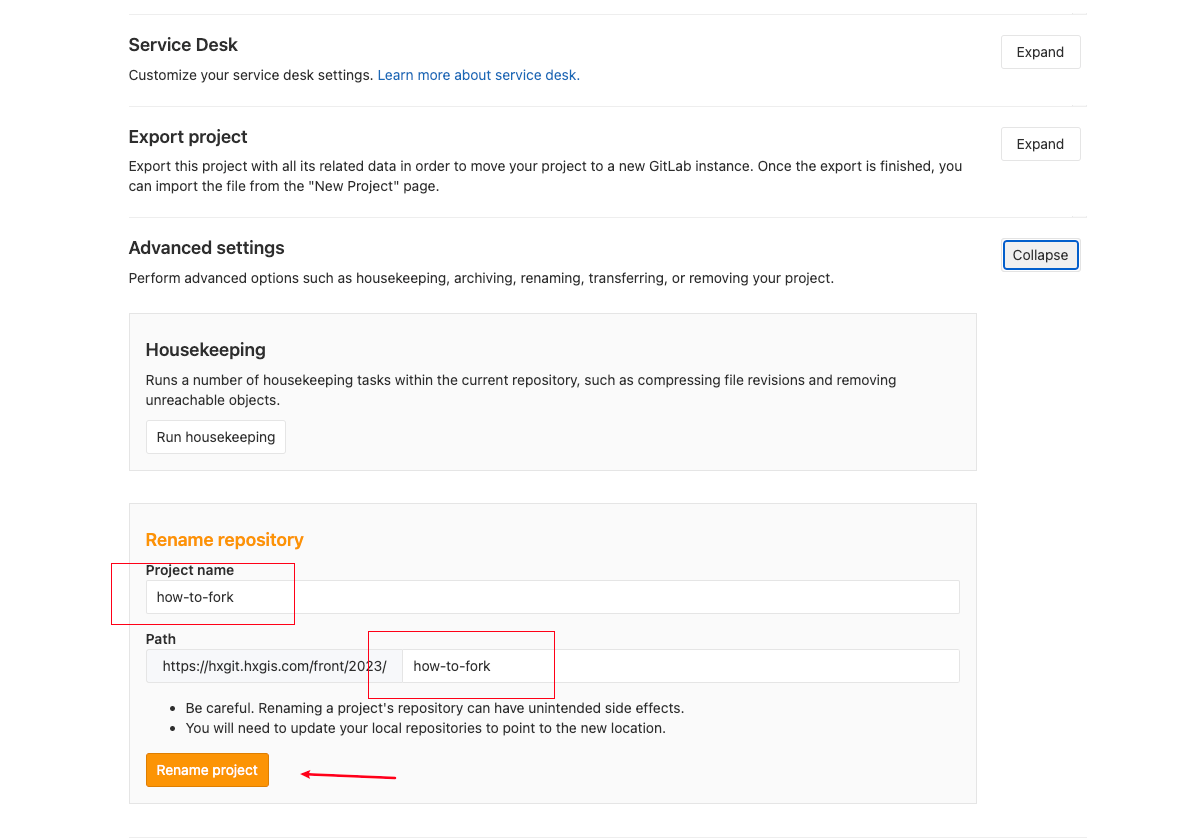 Service Desk
Expand
Customize your service desk settings. Learn more about service desk.
Export project
Expand
Export this project with all its related data in order to move your project to a new GitLab instance. Once the export is finished, you
can import the file from the "New Project" page.
Advanced settings
Collapse
Perform advanced options such as housekeeping, archiving, renaming, transferring, or removing your project.
Housekeeping
Runs a number of housekeeping tasks within the current repository, such as compressing file revisions and removing
unreachable objects.
Run housekeeping
Rename repository
Project name
how-to-fork
Path
https://hxgit.hxgis.com/front/2023/ how-to-fork
• Be careful. Renaming a project's repository can have unintended side effects.
• You will need to update your local repositories to point to the new location.
Rename project